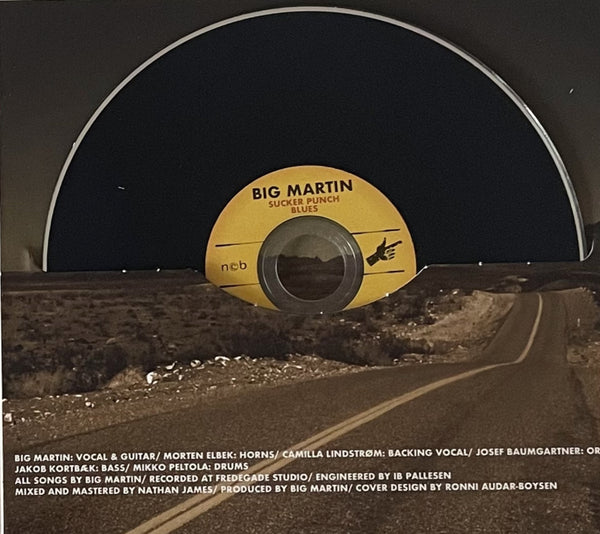 BIG MARTIN
SUCKER PUNCH
BLUES
n©b
BIG MARTIN: VOCAL & GUITAR/ MORTEN ELBEK: HORNS/ CAMILLA LINDSTRØM: BACKING VOCAL/ JOSEF BAUMGARTNER: OR
JAKOB KORTBÆK: BASS/ MIKKO PELTOLA: DRUMS
ALL SONGS BY BIG MARTIN/ RECORDED AT FREDEGADE STUDIO/ ENGINEERED BY IB PALLESEN
MIXED AND MASTERED BY NATHAN JAMES/ PRODUCED BY BIG MARTIN/ COVER DESIGN BY RONNI AUDAR-BOYSEN